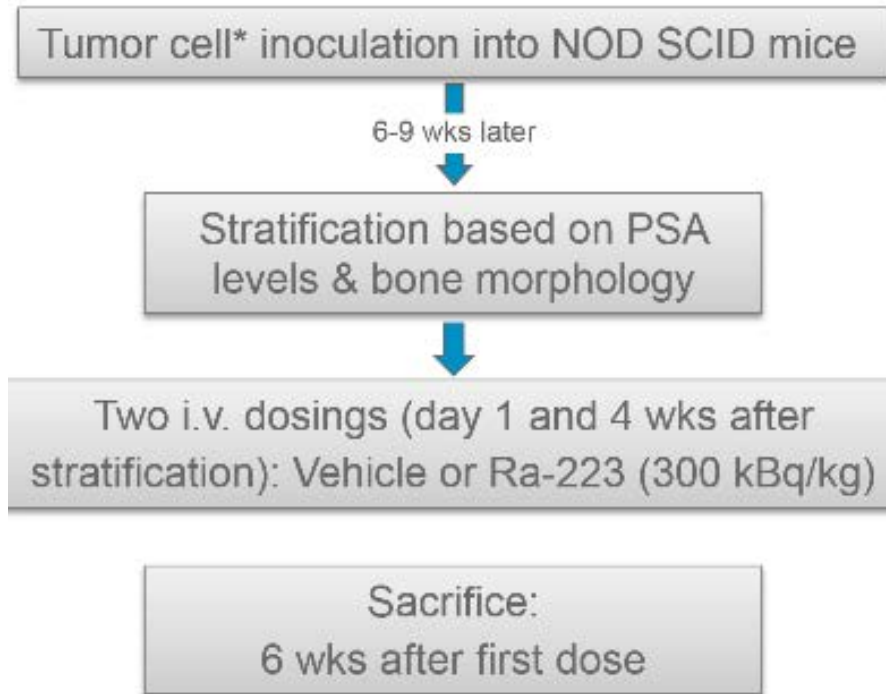 Tumor cell* inoculation into NOD SCID mice
6-9 wks later
Stratification based on PSA
levels & bone morphology
Two i.v. dosings (day 1 and 4 wks after
stratification): Vehicle or Ra-223 (300 kBq/kg)
Sacrifice:
6 wks after first dose